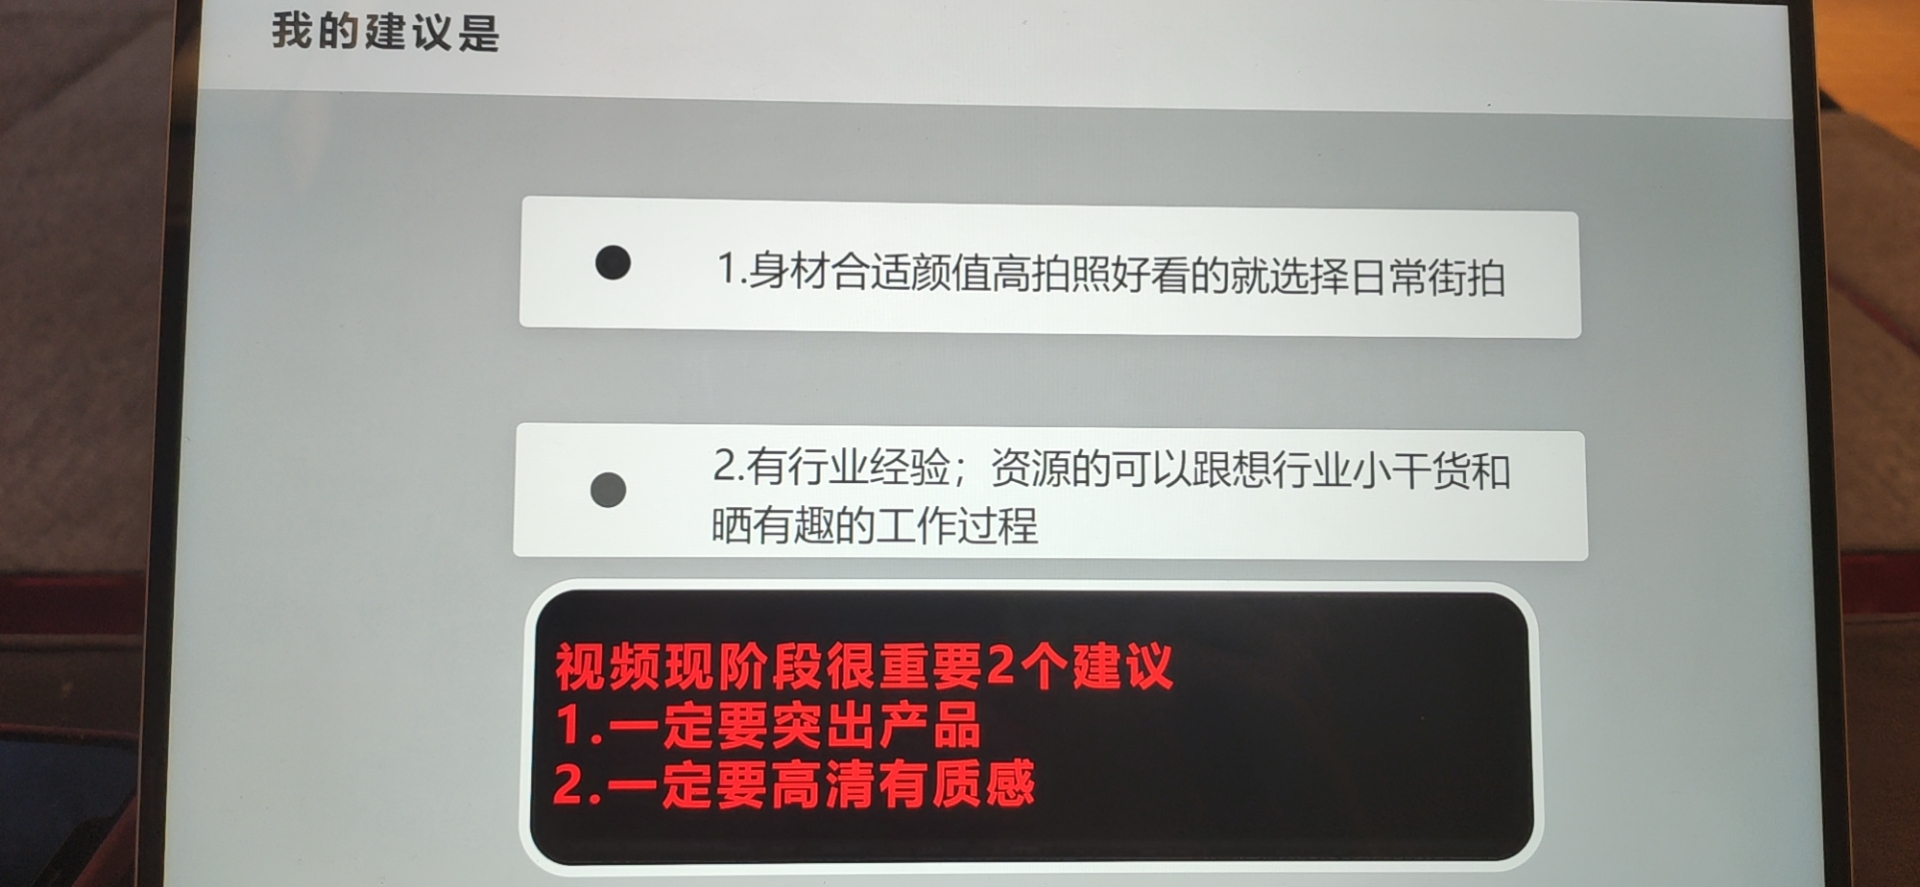 我的建议是
1.身材合适颜值高拍照好看的就选择日常街拍
2.有行业经验；资源的可以跟想行业小干货和
晒有趣的工作过程
视频现阶段很重要2个建议
1.一定要突出产品
2.一定要高清有质感